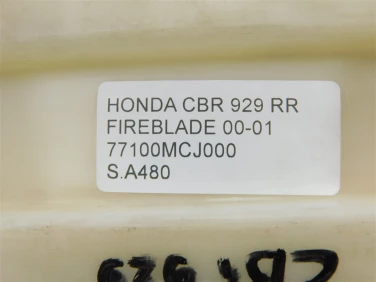 HONDA CBR 929 RR
FIREBLADE 00-01
77100MCJ000
S.A480